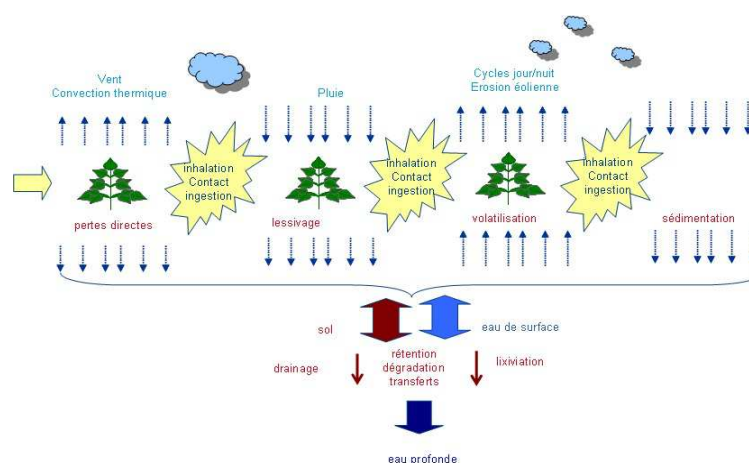 Vent
Convection thermique
Pluie
Cycles jour/nuit
Erosion éolienne
inhalation
Contact
ingestion
inhalation
Contact
ingestion
inhalation
Contact
ingestion
pertes directes
lessivage
volatilisation
sédimentation
sol
eau de surface
drainage
rétention
dégradation
transferts
lixiviation
eau profonde